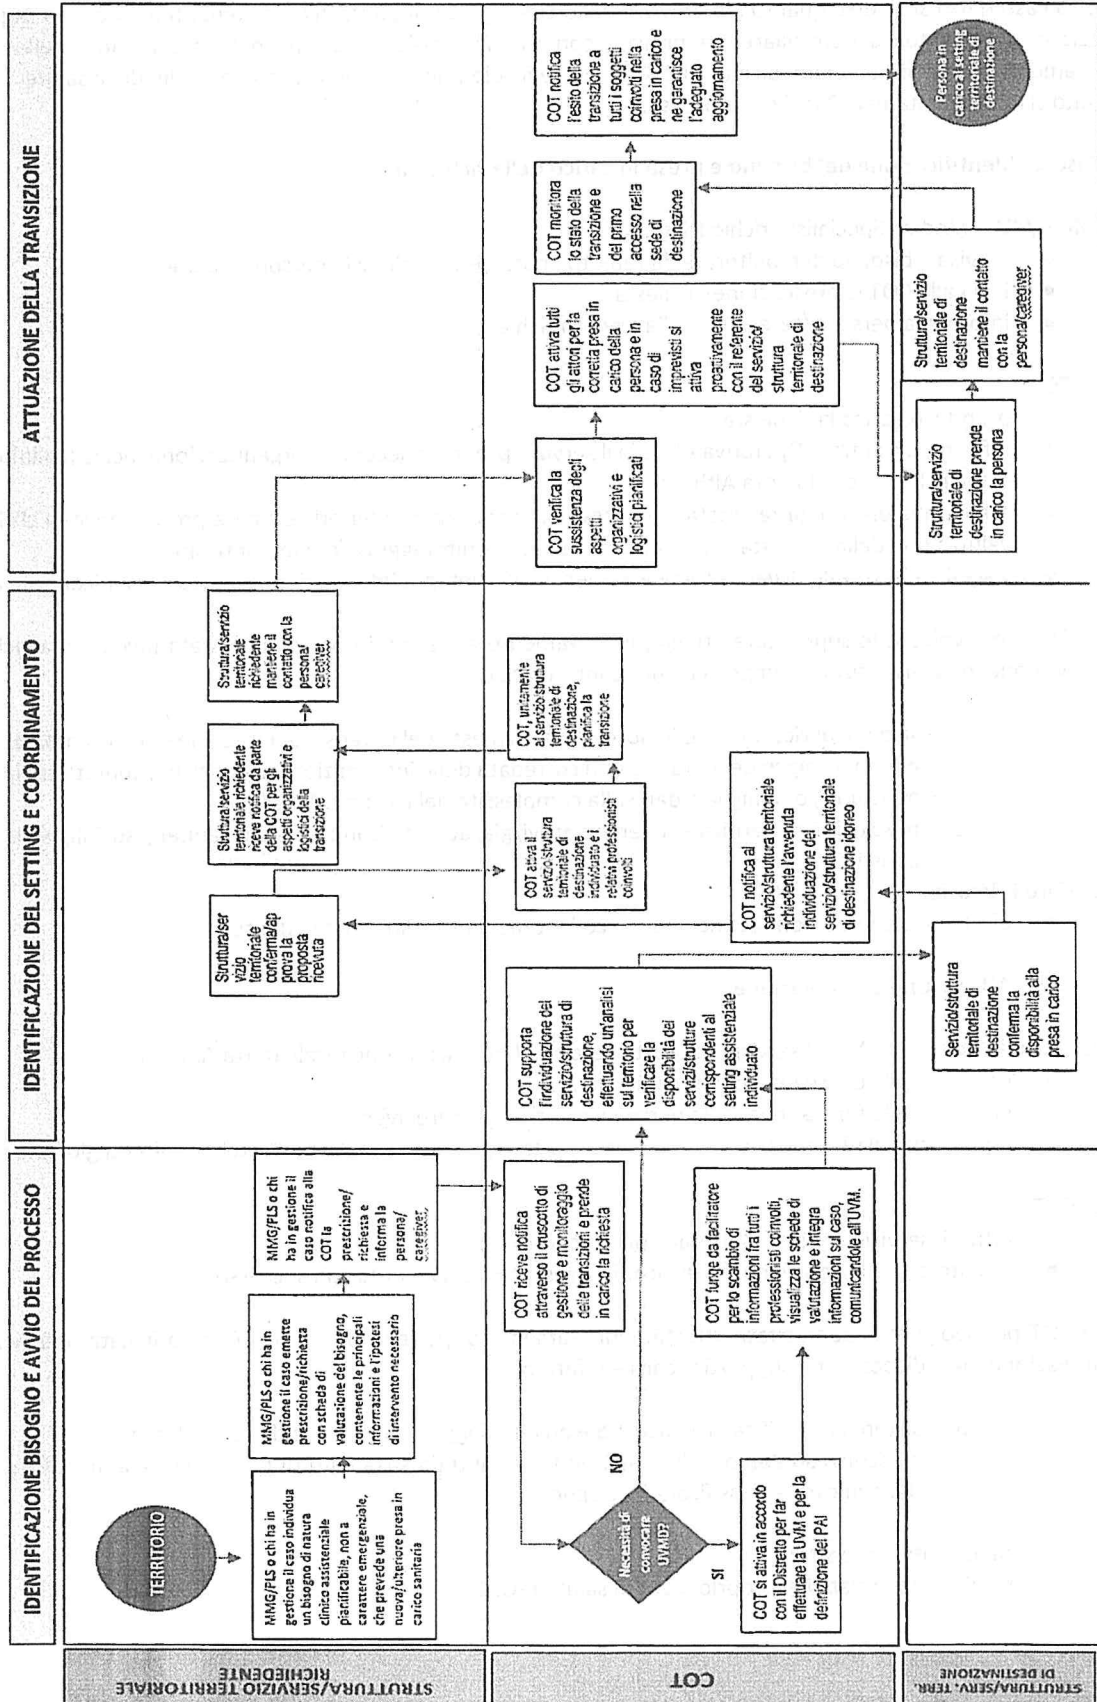 IDENTIFICAZIONE BISOGNO E AVVIO DEL PROCESSO
IDENTIFICAZIONE DEL SETTING E COORDINAMENTO
ATTUAZIONE DELLA TRANSIZIONE
STRUTTURA/SERVIZIO TERRITORIALE
RICHIEDENTE
TERRITORIO
MMG/PLS o chi ha in
gestione il caso individua
un bisogno di natura
clinico assistenziale
pianificabile, non a
carattere emergenziale,
che prevede una
nuova/ulteriore presa in
carico sanitaria
MMG/PLS o chi ha in
gestione il caso emette
prescrizione/richietta
con scheda di
valutazione del bisogno,
contenente le principali
informazioni e l'ipotesi
di intervento necessario
MMG/PLS o chi
ha in gestione il
caso notifica alla
COT la
prescrizione/
richiesta e
informa la
persona/
caregiver
Struttura/ser
vizio
territoriale
conferma/ap
prova la
proposta
ricevuta
Struttura/servizio
territoriale richiedente
riceve notifica da parte
della COT per gli
aspetti organizzativi e
logistici della
transizione
Struttura/servizio
territoriale
richiedente
mantiene il
contatto con la
persona/
caregiver
COT
COT riceve notifica
attraverso il cruscotto di
gestione e monitoraggio
delle transizioni e prende
in carico la richiesta
Necessità di
convocare
UVMD?
NO
SI
COT si attiva in accordo
con il Distretto per far
effettuare la UVM e per la
definizione del PAI
COT funge da facilitatore
per lo scambio di
informazioni fra tutti i
professionisti coinvolti,
visualizza le schede di
valutazione e integra
informazioni sul caso,
comunicandole all'UVM.
COT supporta
l'individuazione del
servizio/struttura di
destinazione,
effettuando un'analisi
sul territorio per
verificare la
disponibilità dei
servizi/strutture
corrispondenti al
setting assistenziale
individuato
COT notifica al
servizio/struttura territoriale
richiedente l'avvenuta
individuazione del
servizio/struttura territoriale
di destinazione idoneo
COT attiva il
servizio/struttura
territoriale di
destinazione
individuato e i
relativi professionisti
coinvolti
COT, unitamente
al servizio/struttura
territoriale di
destinazione,
pianifica la
transizione
COT verifica la
sussistenza degli
aspetti
organizzativi e
logistici pianificati
COT attiva tutti
gli attori per la
corretta presa in
carico della
persona e in
caso di
imprevisti si
attiva
proattivamente
con il referente
del servizio/
struttura
territoriale di
destinazione
COT monitora
lo stato della
transizione e
del primo
accesso nella
sede di
destinazione
COT notifica
l'esito della
transizione a
tutti i soggetti
coinvolti nella
presa in carico e
ne garantisce
l'adeguato
aggiornamento
STRUTTURA/SERV. TERR.
DI DESTINAZIONE
Servizio/struttura
territoriale di
destinazione
conferma la
disponibilità alla
presa in carico
Struttura/servizio
territoriale di
destinazione prende
in carico la persona
Struttura/servizio
territoriale di
destinazione
mantiene il contatto
con la
persona/caregiver
Persona in
carico al setting
territoriale di
destinazione